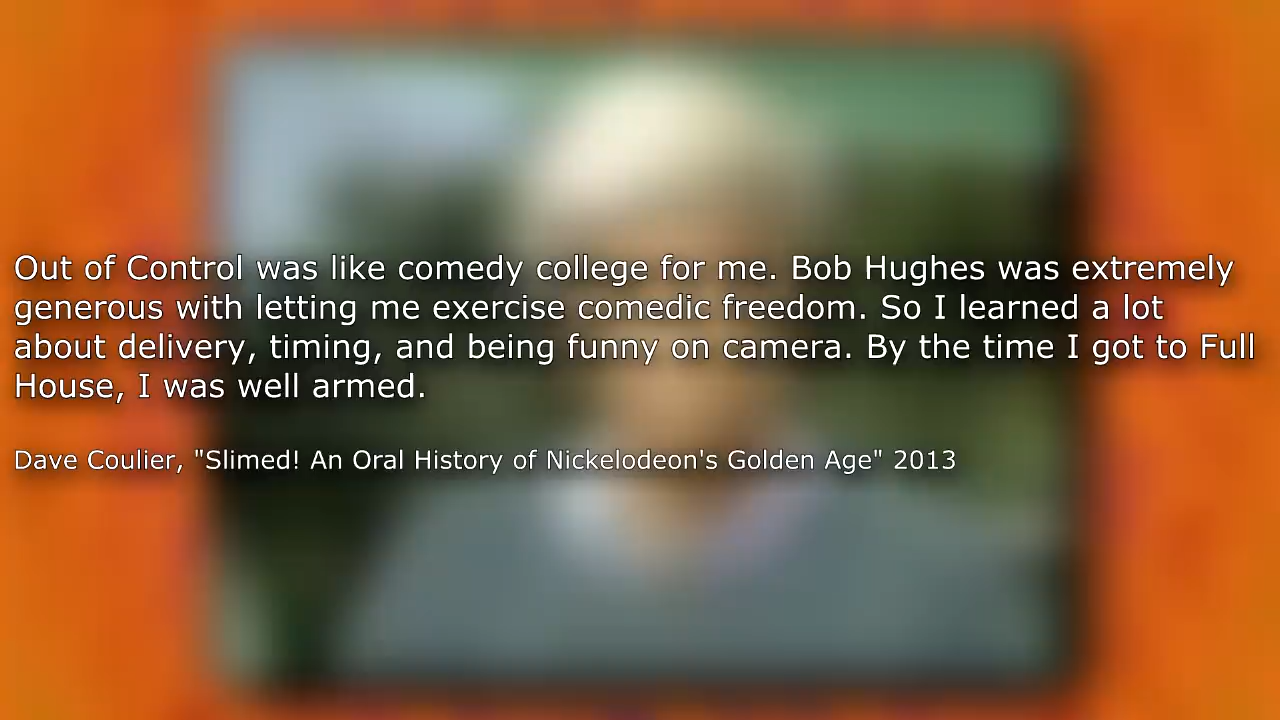 Out of Control was like comedy college for me. Bob Hughes was extremely
generous with letting me exercise comedic freedom. So I learned a lot
about delivery, timing, and being funny on camera. By the time I got to Full
House, I was well armed.
Dave Coulier, "Slimed! An Oral History of Nickelodeon's Golden Age" 2013